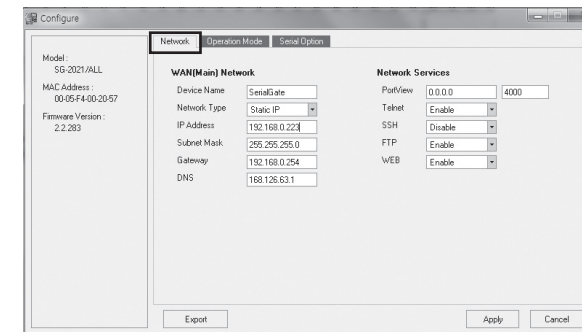 Configure
Network Operation Mode Serial Option
Model :
SG-2021/ALL
MAC Address :
00-05-F4-00-20-57
Firmware Version :
2.2.283
WAN(Main) Network
Device Name SerialGate
Network Type Static IP
IP Address 192.168.0.223
Subnet Mask 255.255.255.0
Gateway 192.168.0.254
DNS 168.126.63.1
Network Services
PortView 0.0.0.0 4000
Telnet Enable
SSH Disable
FTP Enable
WEB Enable
Export Apply Cancel